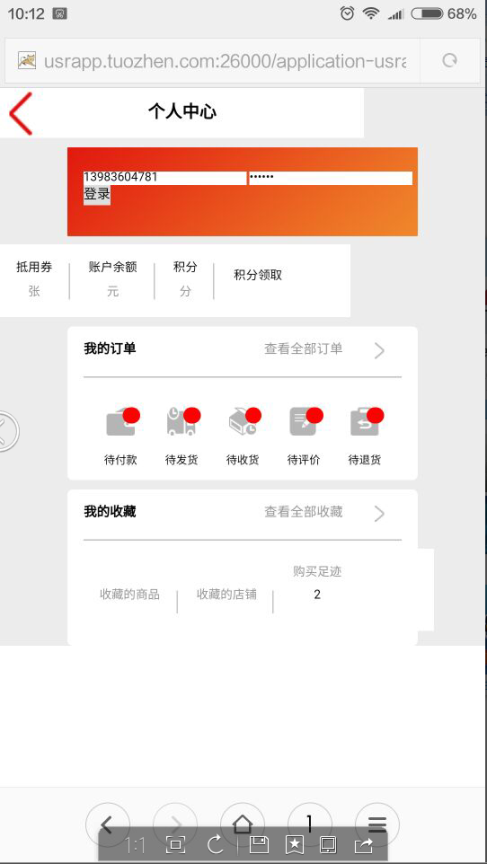 10:12 68%
usrapp.tuozhen.com:26000/application-usra
个人中心
13983604781 ••••••
登录
抵用券 账户余额 积分 积分领取
张 元 分
我的订单 查看全部订单
待付款 待发货 待收货 待评价 待退货
我的收藏 查看全部收藏
购买足迹
收藏的商品 收藏的店铺 2
1
1:1